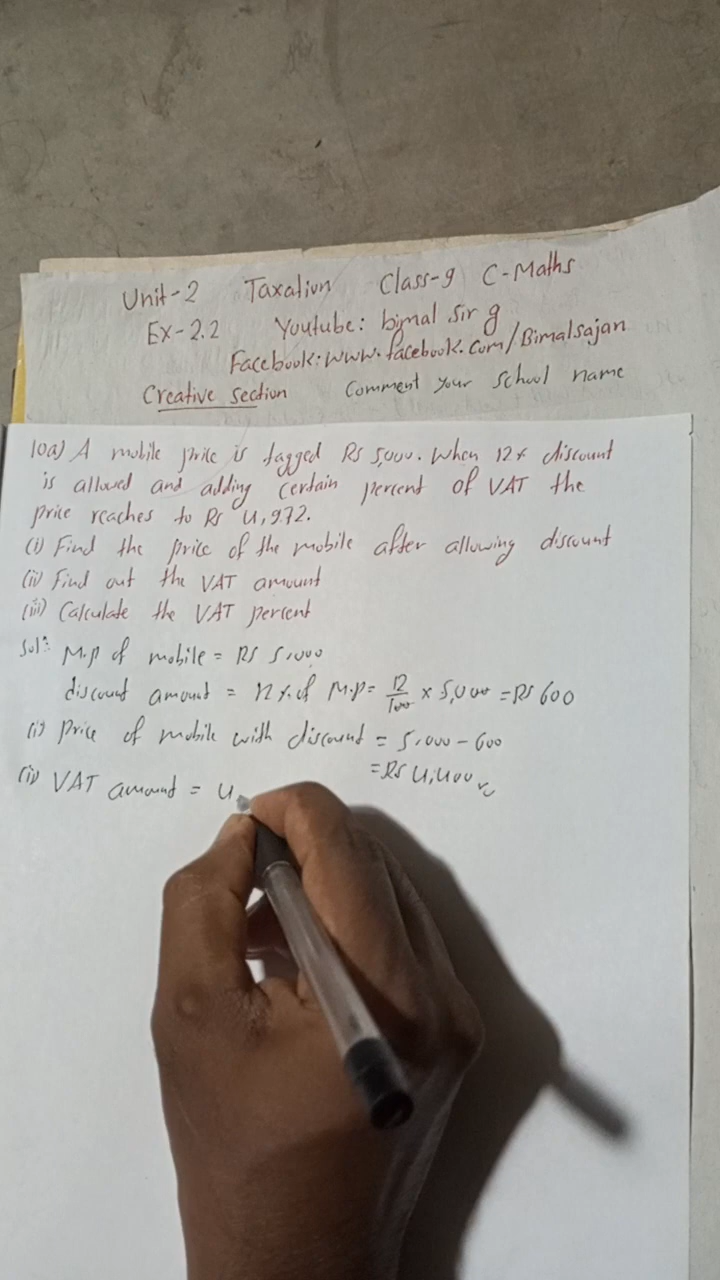 Unit-2 Taxation Class-9 C-Maths
Ex-2.2 Youtube: bimal sir g
Facebook: www.facebook.com/Bimalsajan
Creative section Comment your school name
10a) A mobile price is tagged Rs 5,000. When 12% discount
is allowed and adding certain percent of VAT the
price reaches to Rs 4,972.
(i) Find the price of the mobile after allowing discount
(ii) Find out the VAT amount
(iii) Calculate the VAT percent
Solⁿ: M.p of mobile = RS 5,000
discount amount = 12% of M.P = 12/100 × 5,000 = RS 600
(i) Price of mobile with discount = 5,000 - 600
= RS 4,400
(ii) VAT amount = 4,